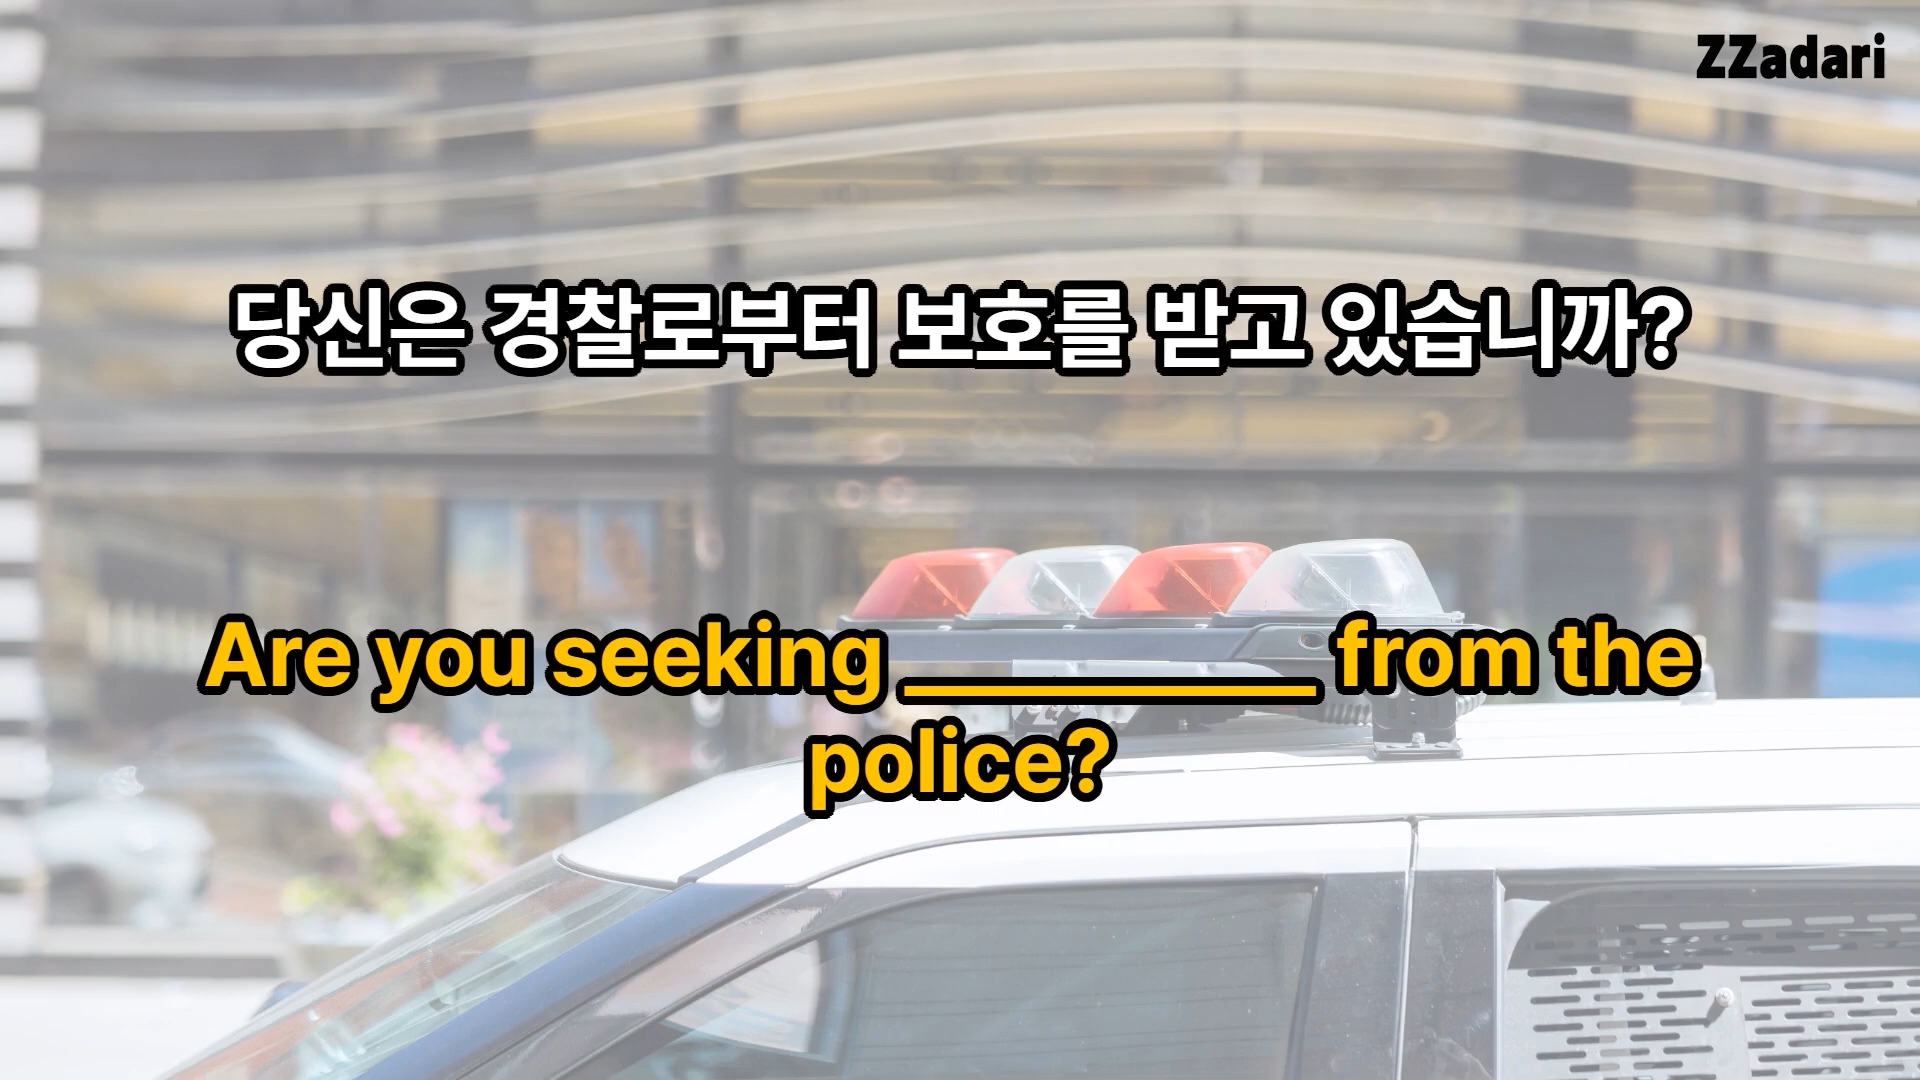 ZZadari
당신은 경찰로부터 보호를 받고 있습니까?
Are you seeking ________ from the
police?